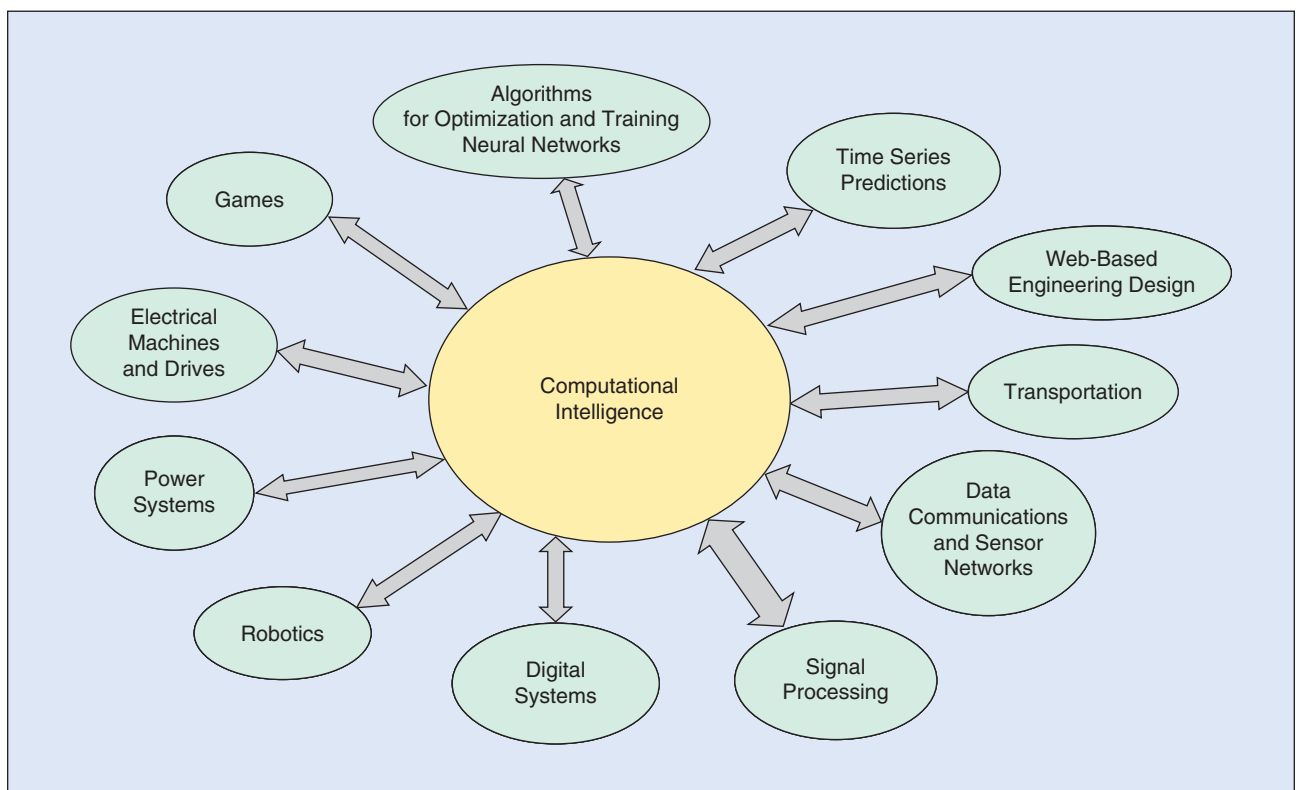 Algorithms
for Optimization and Training
Neural Networks
Time Series
Predictions
Games
Web-Based
Engineering Design
Electrical
Machines
and Drives
Computational
Intelligence
Transportation
Power
Systems
Data
Communications
and Sensor
Networks
Robotics
Digital
Systems
Signal
Processing